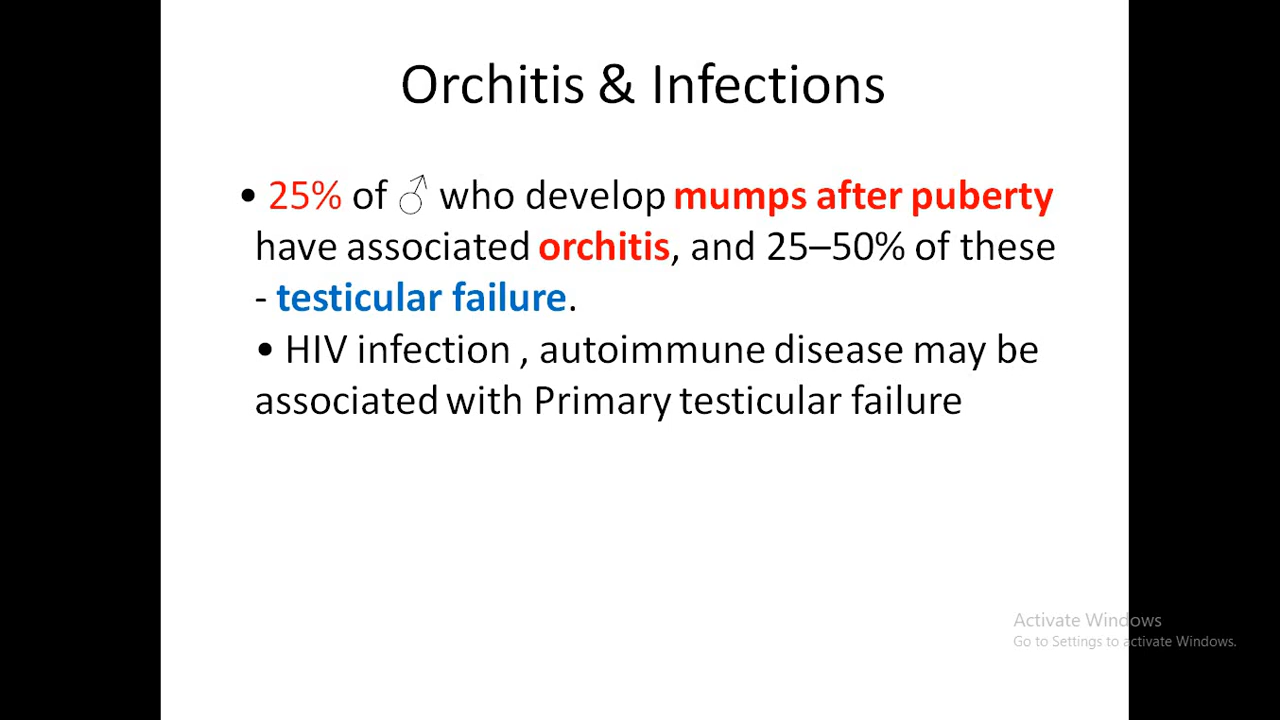 Orchitis & Infections
• 25% of ♂ who develop mumps after puberty
have associated orchitis, and 25–50% of these
- testicular failure.
• HIV infection , autoimmune disease may be
associated with Primary testicular failure
Activate Windows
Go to Settings to activate Windows.